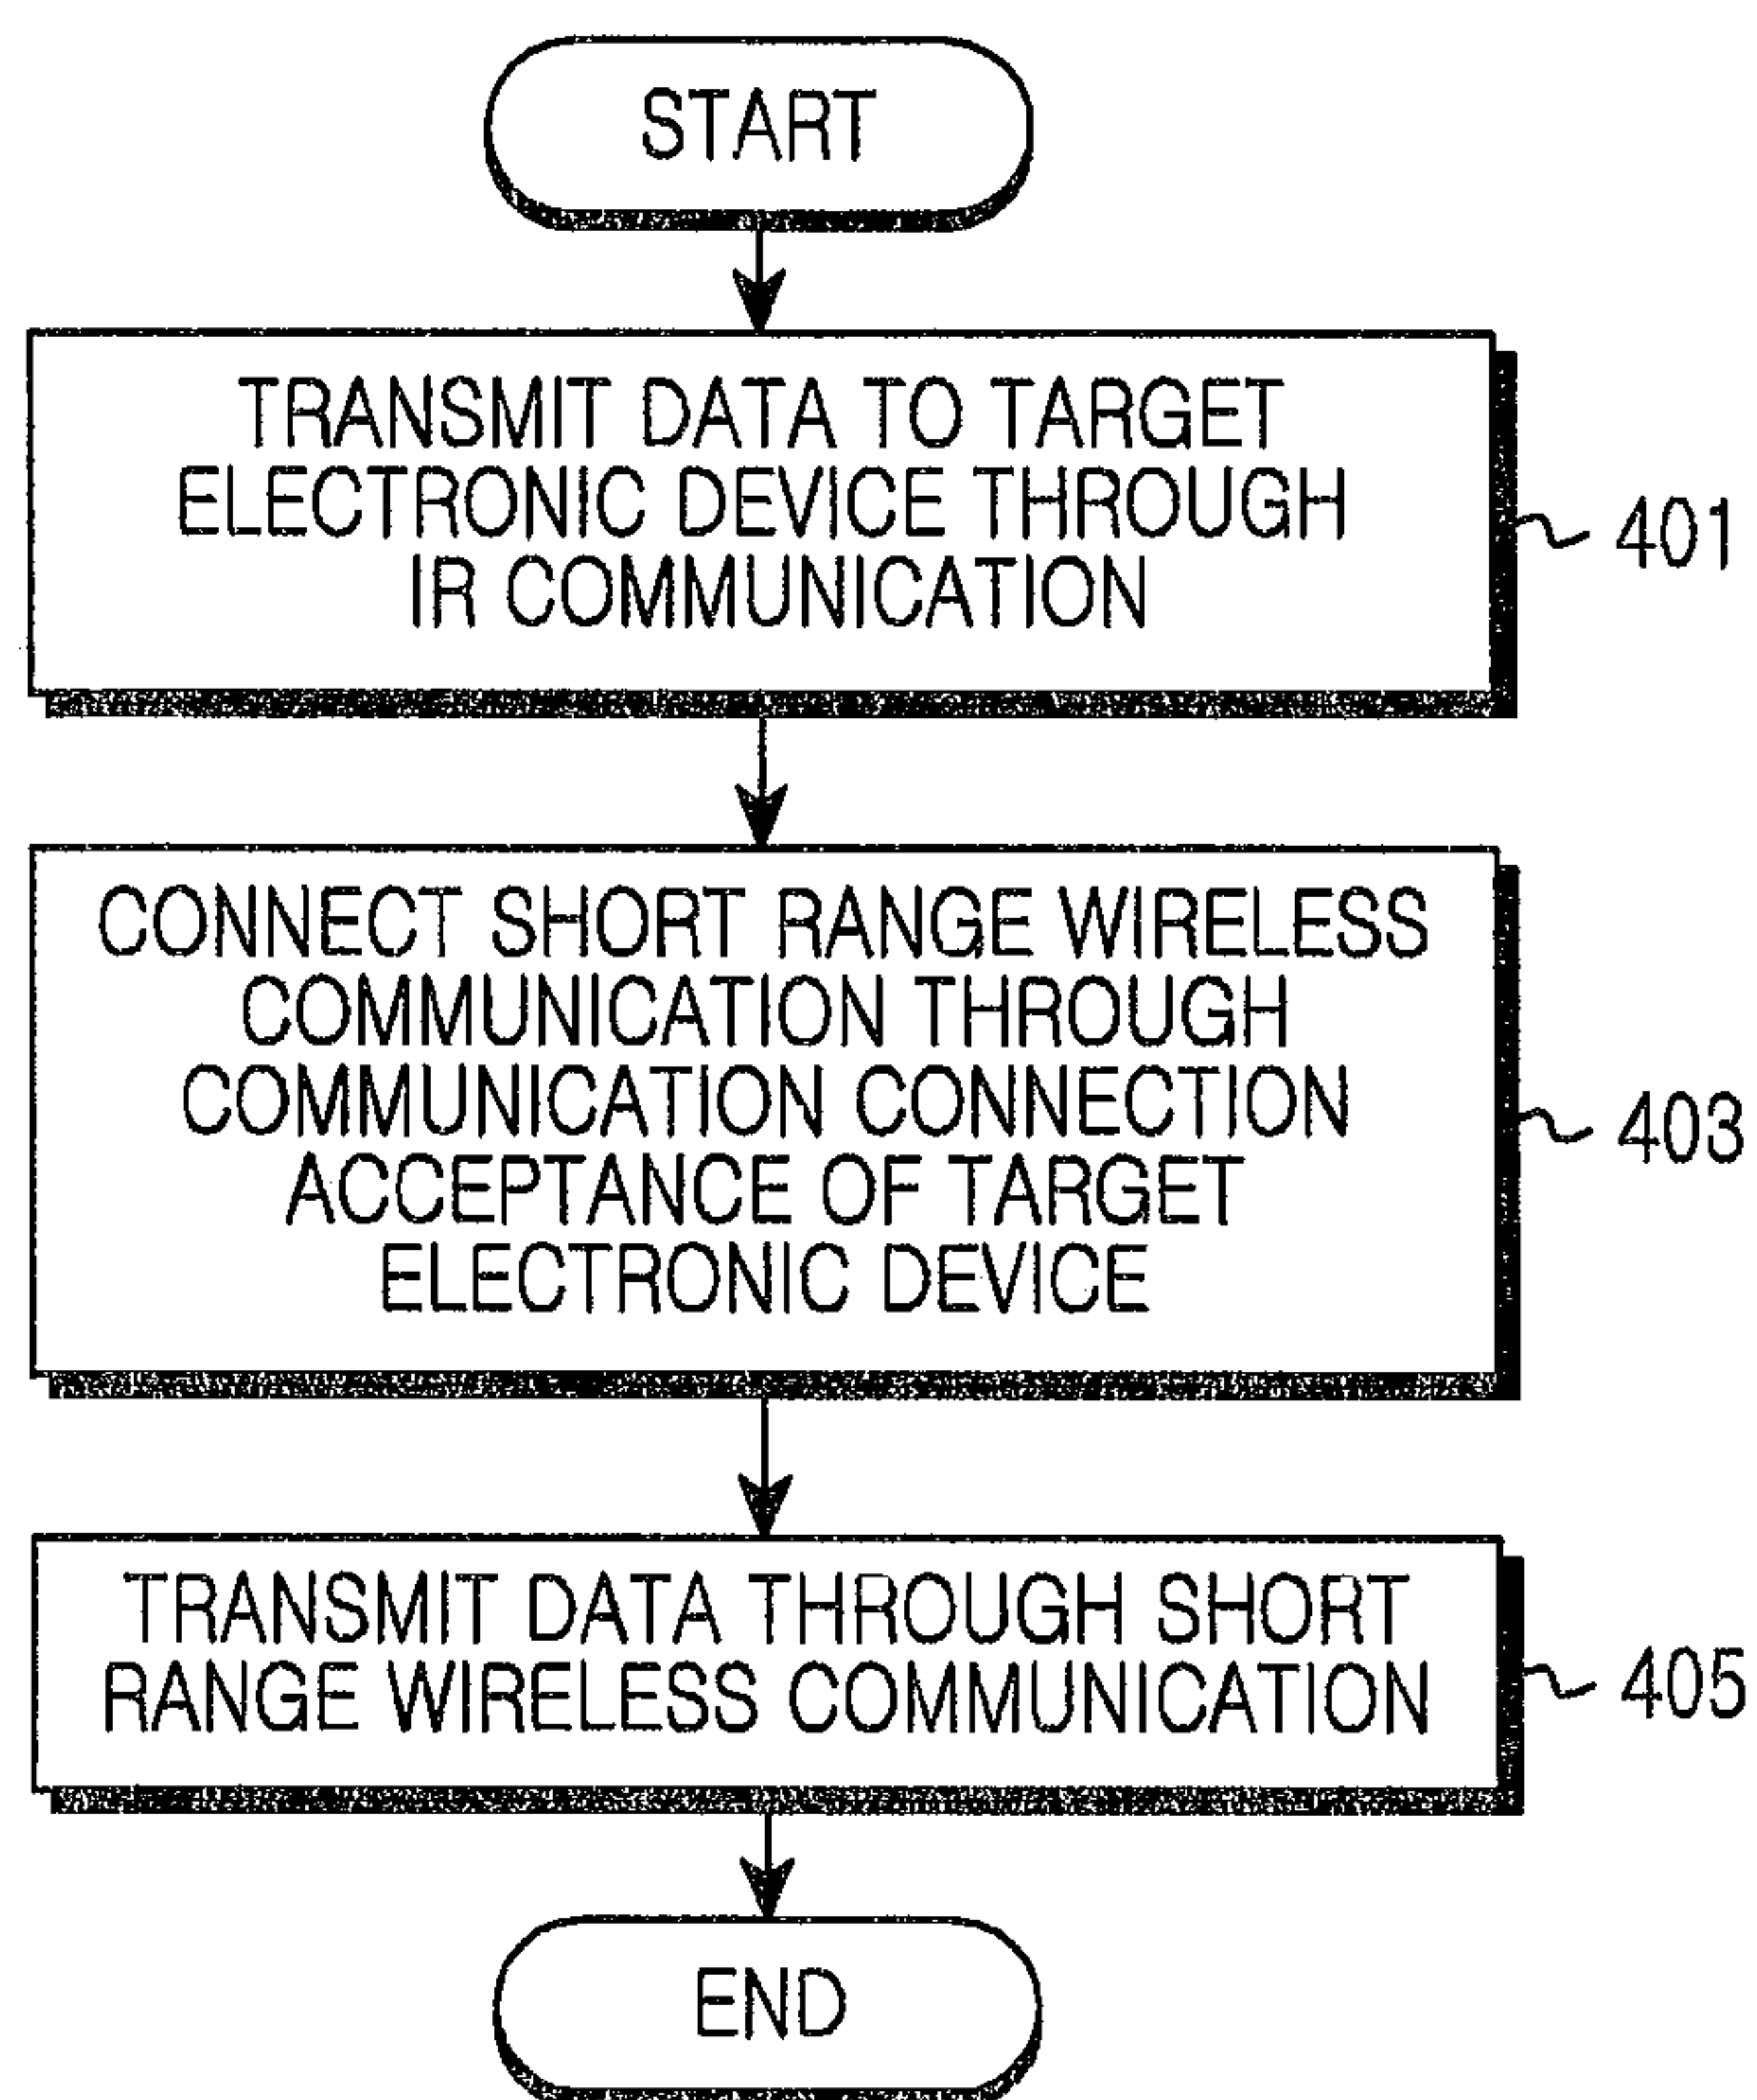 START
TRANSMIT DATA TO TARGET
ELECTRONIC DEVICE THROUGH
IR COMMUNICATION
401
CONNECT SHORT RANGE WIRELESS
COMMUNICATION THROUGH
COMMUNICATION CONNECTION
ACCEPTANCE OF TARGET
ELECTRONIC DEVICE
403
TRANSMIT DATA THROUGH SHORT
RANGE WIRELESS COMMUNICATION
405
END